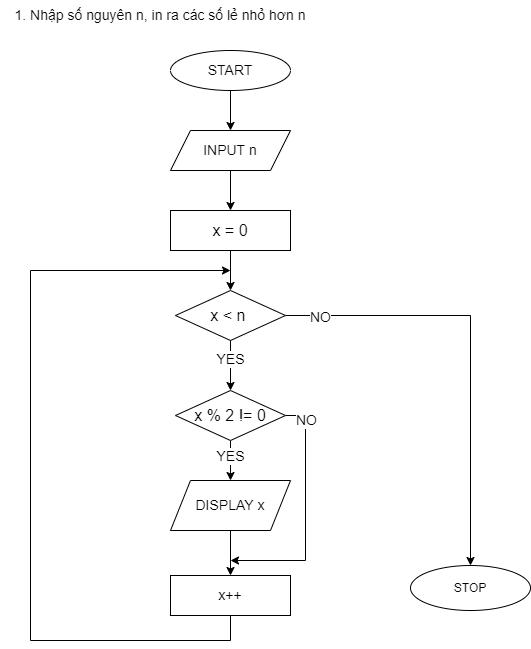 1. Nhập số nguyên n, in ra các số lẻ nhỏ hơn n
START
INPUT n
x = 0
x < n
NO
YES
x % 2 != 0
NO
YES
DISPLAY x
x++
STOP